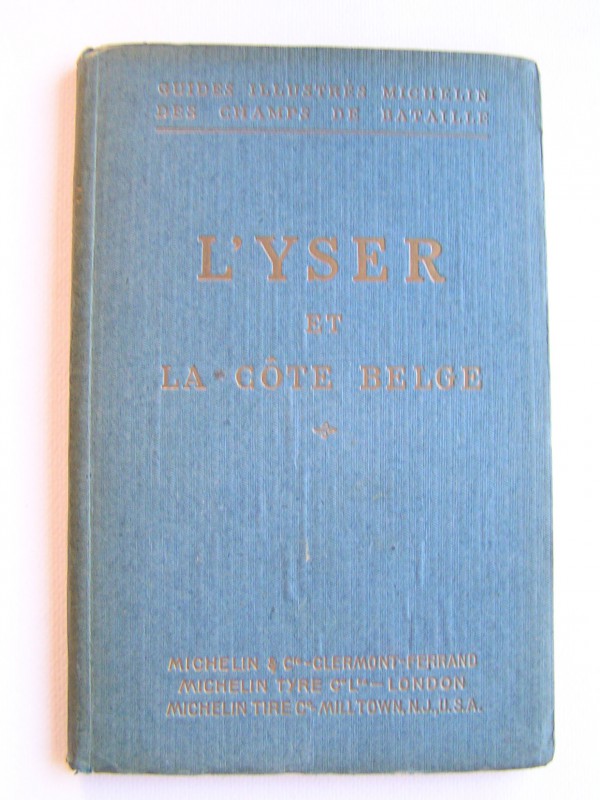 GUIDES ILLUSTRÉS MICHELIN
DES CHAMPS DE BATAILLE
L'YSER
ET
LA CÔTE BELGE
MICHELIN & Cie - CLERMONT-FERRAND
MICHELIN TYRE Co Ltd - LONDON
MICHELIN TIRE Co - MILLTOWN, N.J., U.S.A.